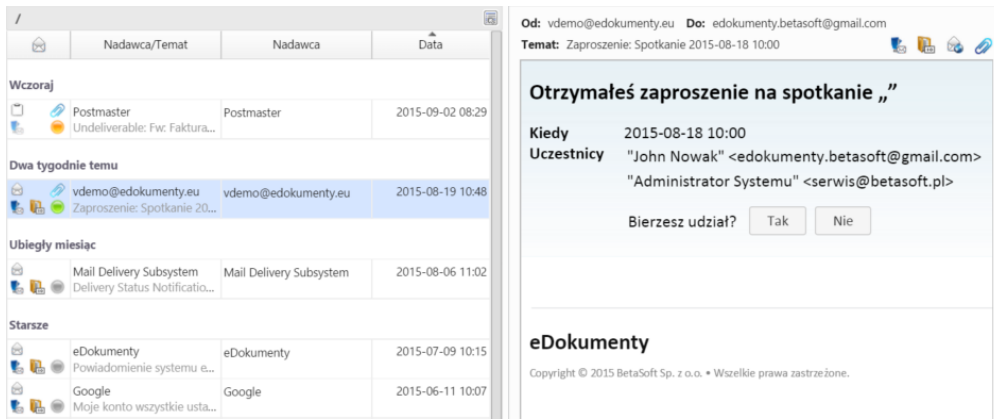 /
Nadawca/Temat Nadawca Data
Wczoraj
Postmaster Postmaster 2015-09-02 08:29
Undeliverable: Fw: Faktura...
Dwa tygodnie temu
vdemo@edokumenty.eu vdemo@edokumenty.eu 2015-08-19 10:48
Zaproszenie: Spotkanie 20...
Ubiegły miesiąc
Mail Delivery Subsystem Mail Delivery Subsystem 2015-08-06 11:02
Delivery Status Notificatio...
Starsze
eDokumenty eDokumenty 2015-07-09 10:15
Powiadomienie systemu e...
Google Google 2015-06-11 10:07
Moje konto wszystkie usta...
Od: vdemo@edokumenty.eu Do: edokumenty.betasoft@gmail.com
Temat: Zaproszenie: Spotkanie 2015-08-18 10:00
Otrzymałeś zaproszenie na spotkanie „”
Kiedy 2015-08-18 10:00
Uczestnicy "John Nowak" <edokumenty.betasoft@gmail.com>
"Administrator Systemu" <serwis@betasoft.pl>
Bierzesz udział? Tak Nie
eDokumenty
Copyright © 2015 BetaSoft Sp. z o.o. • Wszelkie prawa zastrzeżone.